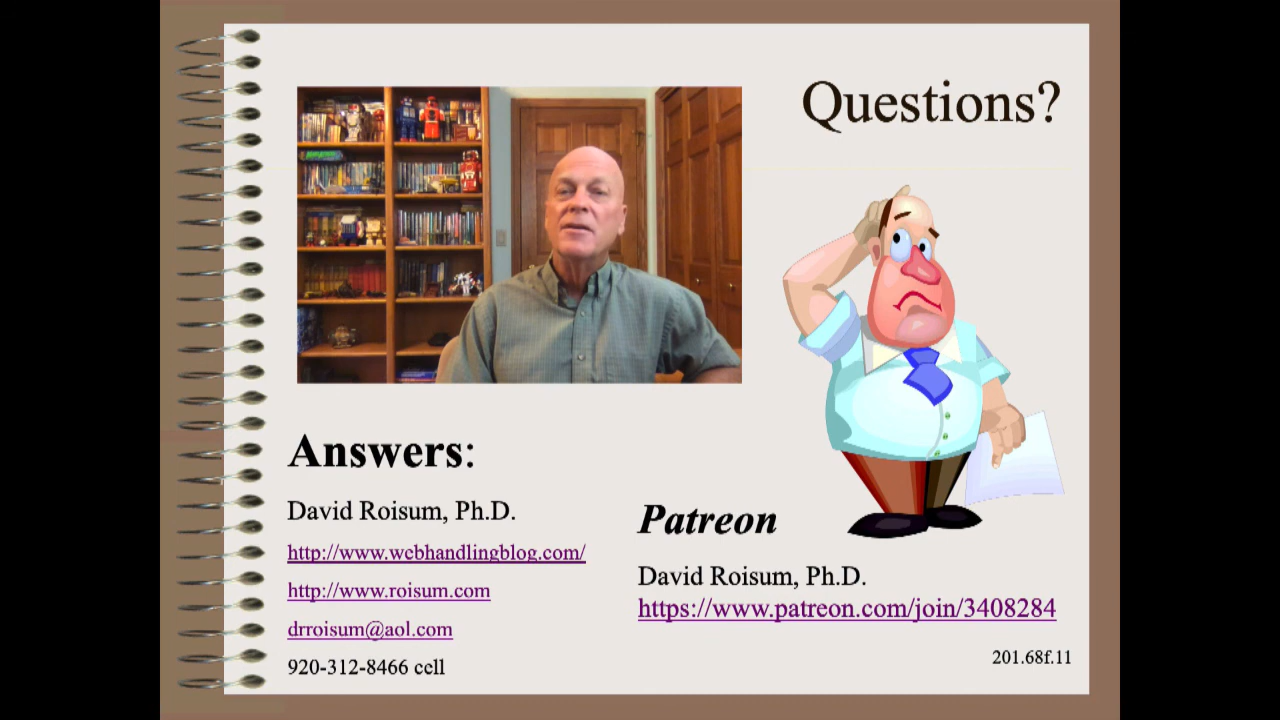 Questions?
Answers:
David Roisum, Ph.D.
http://www.webhandlingblog.com/
http://www.roisum.com
drroisum@aol.com
920-312-8466 cell
Patreon
David Roisum, Ph.D.
https://www.patreon.com/join/3408284
201.68f.11